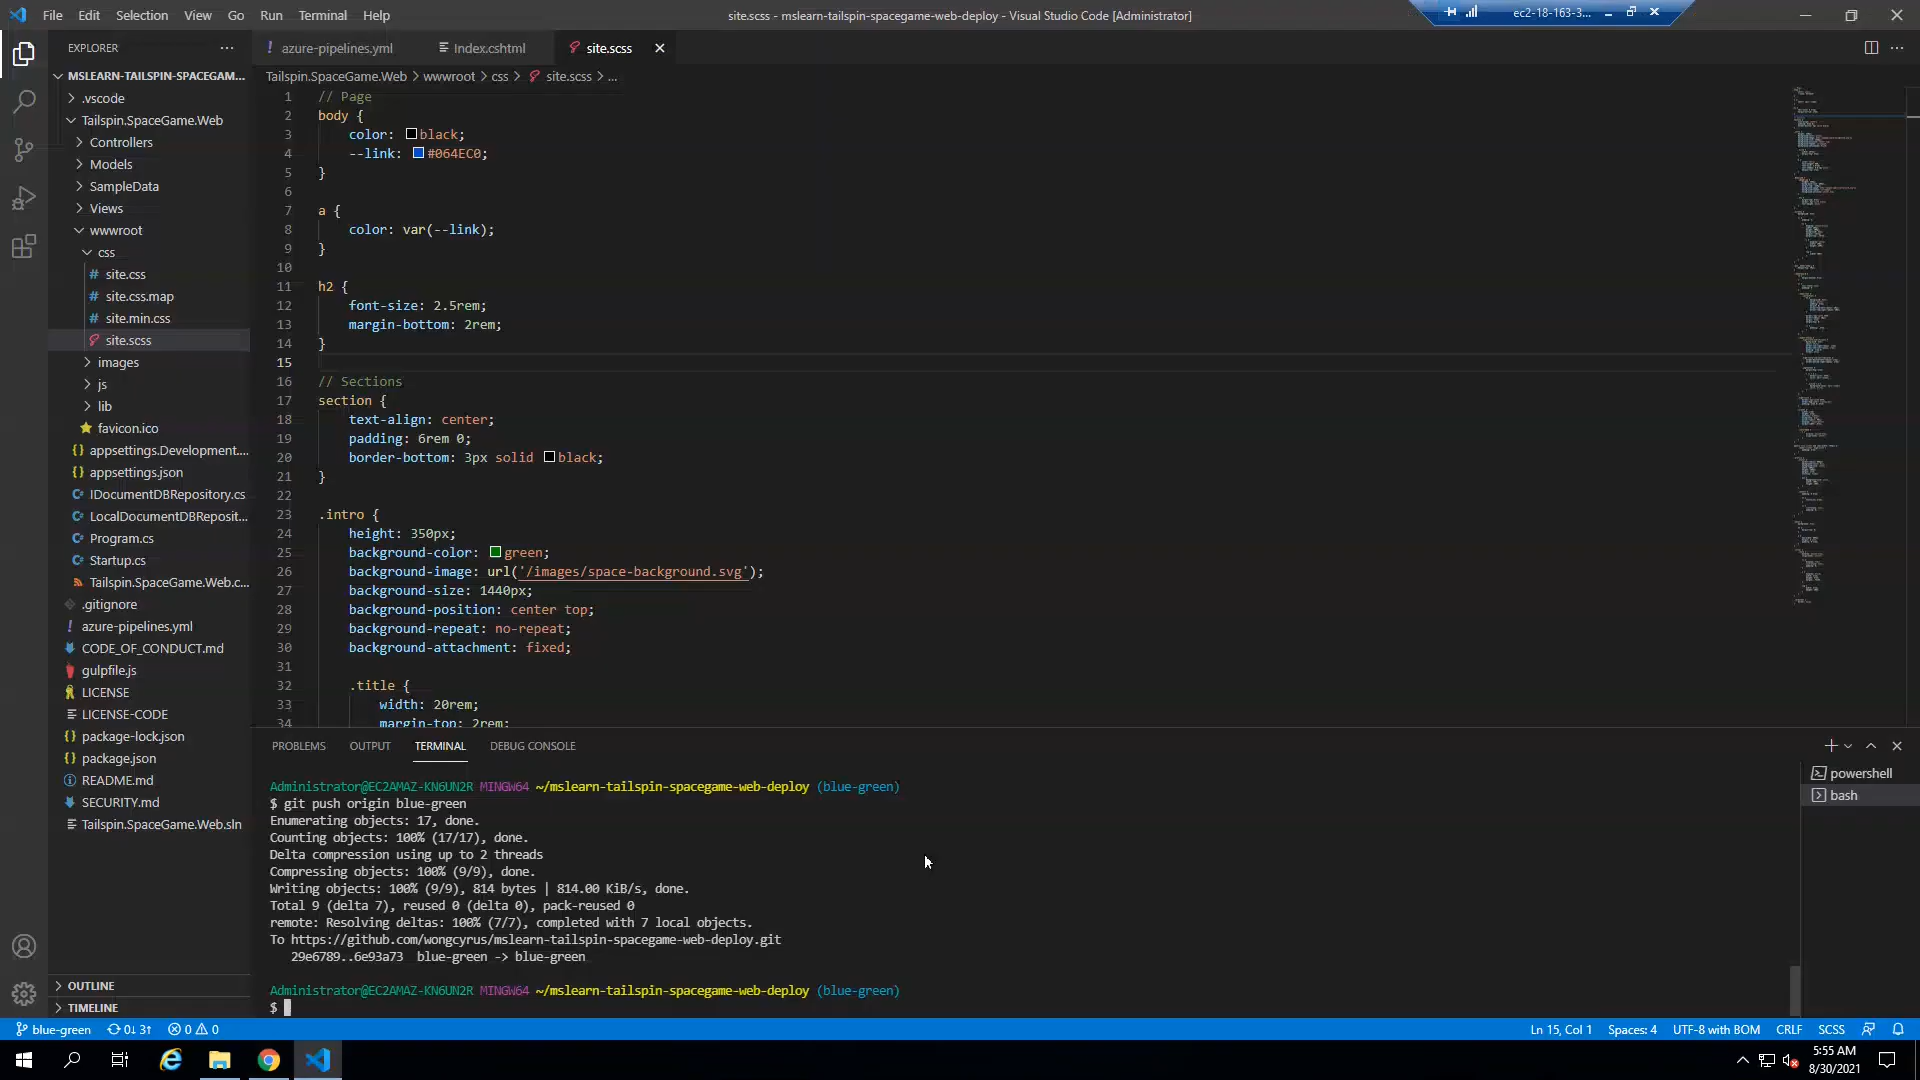 File Edit Selection View Go Run Terminal Help
site.scss - mslearn-tailspin-spacegame-web-deploy - Visual Studio Code [Administrator]
ec2-18-163-3...
EXPLORER
MSLEARN-TAILSPIN-SPACEGAM...
.vscode
Tailspin.SpaceGame.Web
Controllers
Models
SampleData
Views
wwwroot
css
site.css
site.css.map
site.min.css
site.scss
images
js
lib
favicon.ico
appsettings.Development....
appsettings.json
IDocumentDBRepository.cs
LocalDocumentDBReposit...
Program.cs
Startup.cs
Tailspin.SpaceGame.Web.c...
.gitignore
azure-pipelines.yml
CODE_OF_CONDUCT.md
gulpfile.js
LICENSE
LICENSE-CODE
package-lock.json
package.json
README.md
SECURITY.md
Tailspin.SpaceGame.Web.sln
OUTLINE
TIMELINE
azure-pipelines.yml Index.cshtml site.scss
Tailspin.SpaceGame.Web > wwwroot > css > site.scss > ...
1 // Page
2 body {
3 color: black;
4 --link: #064EC0;
5 }
6
7 a {
8 color: var(--link);
9 }
10
11 h2 {
12 font-size: 2.5rem;
13 margin-bottom: 2rem;
14 }
15
16 // Sections
17 section {
18 text-align: center;
19 padding: 6rem 0;
20 border-bottom: 3px solid black;
21 }
22
23 .intro {
24 height: 350px;
25 background-color: green;
26 background-image: url('/images/space-background.svg');
27 background-size: 1440px;
28 background-position: center top;
29 background-repeat: no-repeat;
30 background-attachment: fixed;
31
32 .title {
33 width: 20rem;
34 margin-top: 2rem;
PROBLEMS OUTPUT TERMINAL DEBUG CONSOLE
Administrator@EC2AMAZ-KN6UN2R MINGW64 ~/mslearn-tailspin-spacegame-web-deploy (blue-green)
$ git push origin blue-green
Enumerating objects: 17, done.
Counting objects: 100% (17/17), done.
Delta compression using up to 2 threads
Compressing objects: 100% (9/9), done.
Writing objects: 100% (9/9), 814 bytes | 814.00 KiB/s, done.
Total 9 (delta 7), reused 0 (delta 0), pack-reused 0
remote: Resolving deltas: 100% (7/7), completed with 7 local objects.
To https://github.com/wongcyrus/mslearn-tailspin-spacegame-web-deploy.git
29e6789..6e93a73 blue-green -> blue-green
Administrator@EC2AMAZ-KN6UN2R MINGW64 ~/mslearn-tailspin-spacegame-web-deploy (blue-green)
$
powershell
bash
blue-green 0↓ 3↑ 0 0
Ln 15, Col 1 Spaces: 4 UTF-8 with BOM CRLF SCSS
5:55 AM
8/30/2021